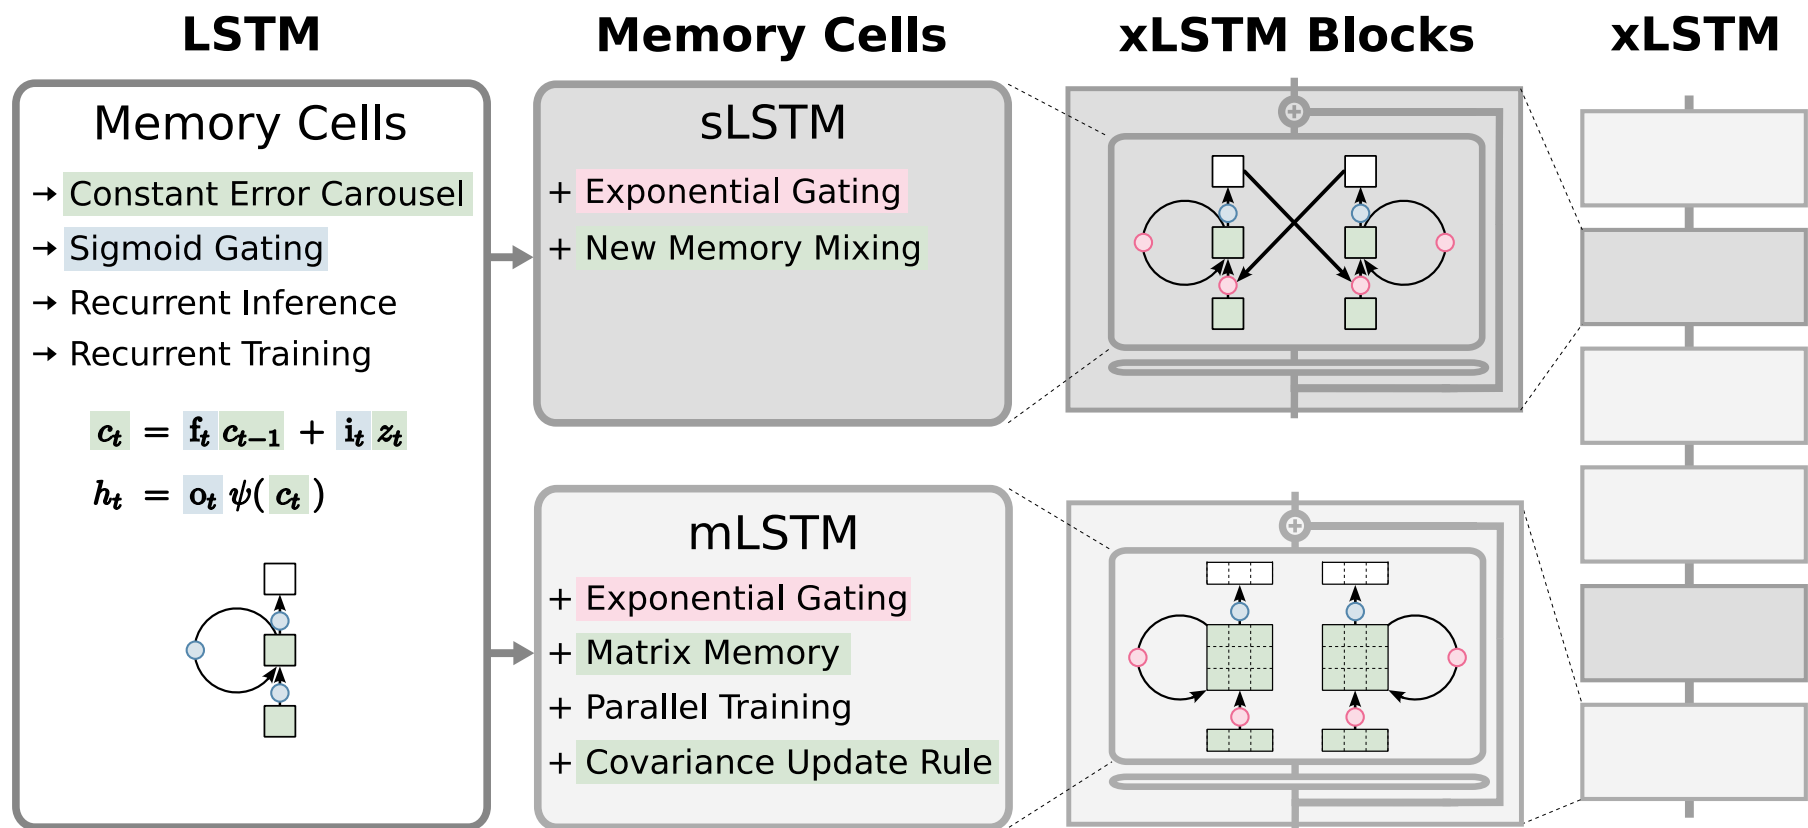 LSTM
Memory Cells
→ Constant Error Carousel
→ Sigmoid Gating
→ Recurrent Inference
→ Recurrent Training
c_t = f_t c_{t−1} + i_t z_t
h_t = o_t ψ( c_t )
Memory Cells
sLSTM
+ Exponential Gating
+ New Memory Mixing
mLSTM
+ Exponential Gating
+ Matrix Memory
+ Parallel Training
+ Covariance Update Rule
xLSTM Blocks
xLSTM